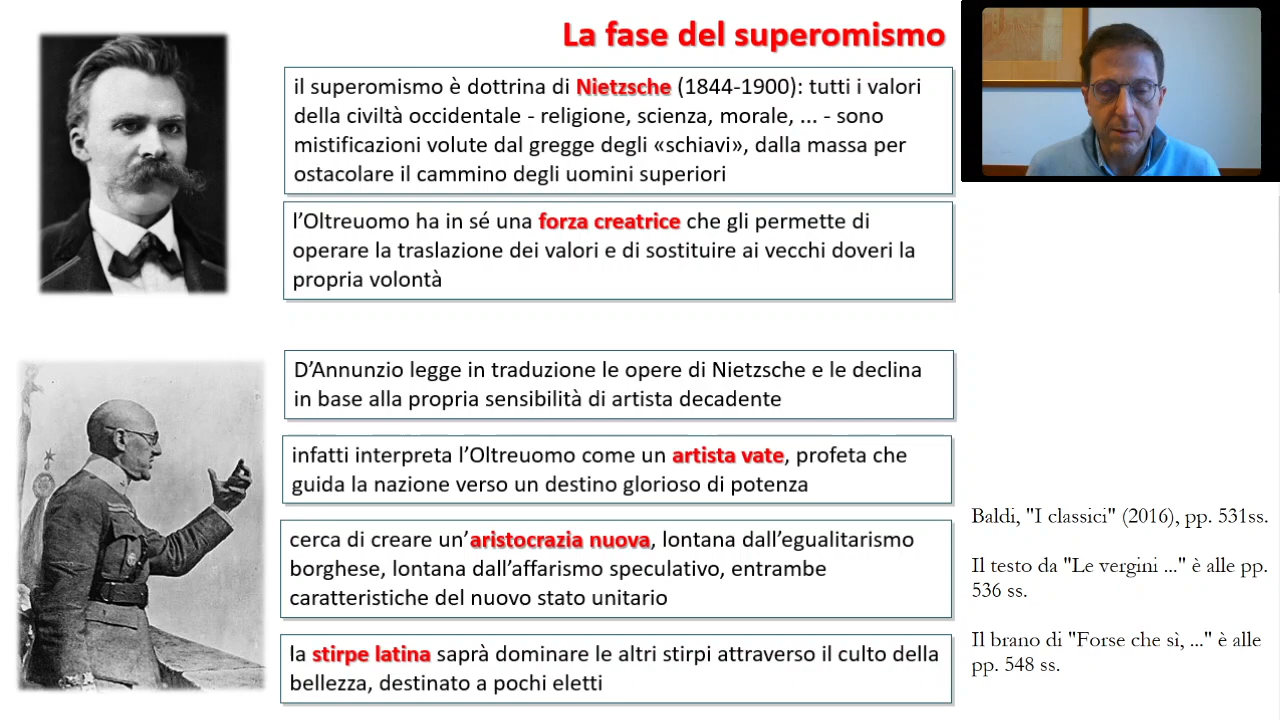 La fase del superomismo
il superomismo è dottrina di Nietzsche (1844-1900): tutti i valori
della civiltà occidentale - religione, scienza, morale, ... - sono
mistificazioni volute dal gregge degli «schiavi», dalla massa per
ostacolare il cammino degli uomini superiori
l’Oltreuomo ha in sé una forza creatrice che gli permette di
operare la traslazione dei valori e di sostituire ai vecchi doveri la
propria volontà
D’Annunzio legge in traduzione le opere di Nietzsche e le declina
in base alla propria sensibilità di artista decadente
infatti interpreta l’Oltreuomo come un artista vate, profeta che
guida la nazione verso un destino glorioso di potenza
cerca di creare un’aristocrazia nuova, lontana dall’egualitarismo
borghese, lontana dall’affarismo speculativo, entrambe
caratteristiche del nuovo stato unitario
la stirpe latina saprà dominare le altri stirpi attraverso il culto della
bellezza, destinato a pochi eletti
Baldi, "I classici" (2016), pp. 531ss.
Il testo da "Le vergini ..." è alle pp.
536 ss.
Il brano di "Forse che sì, ..." è alle
pp. 548 ss.